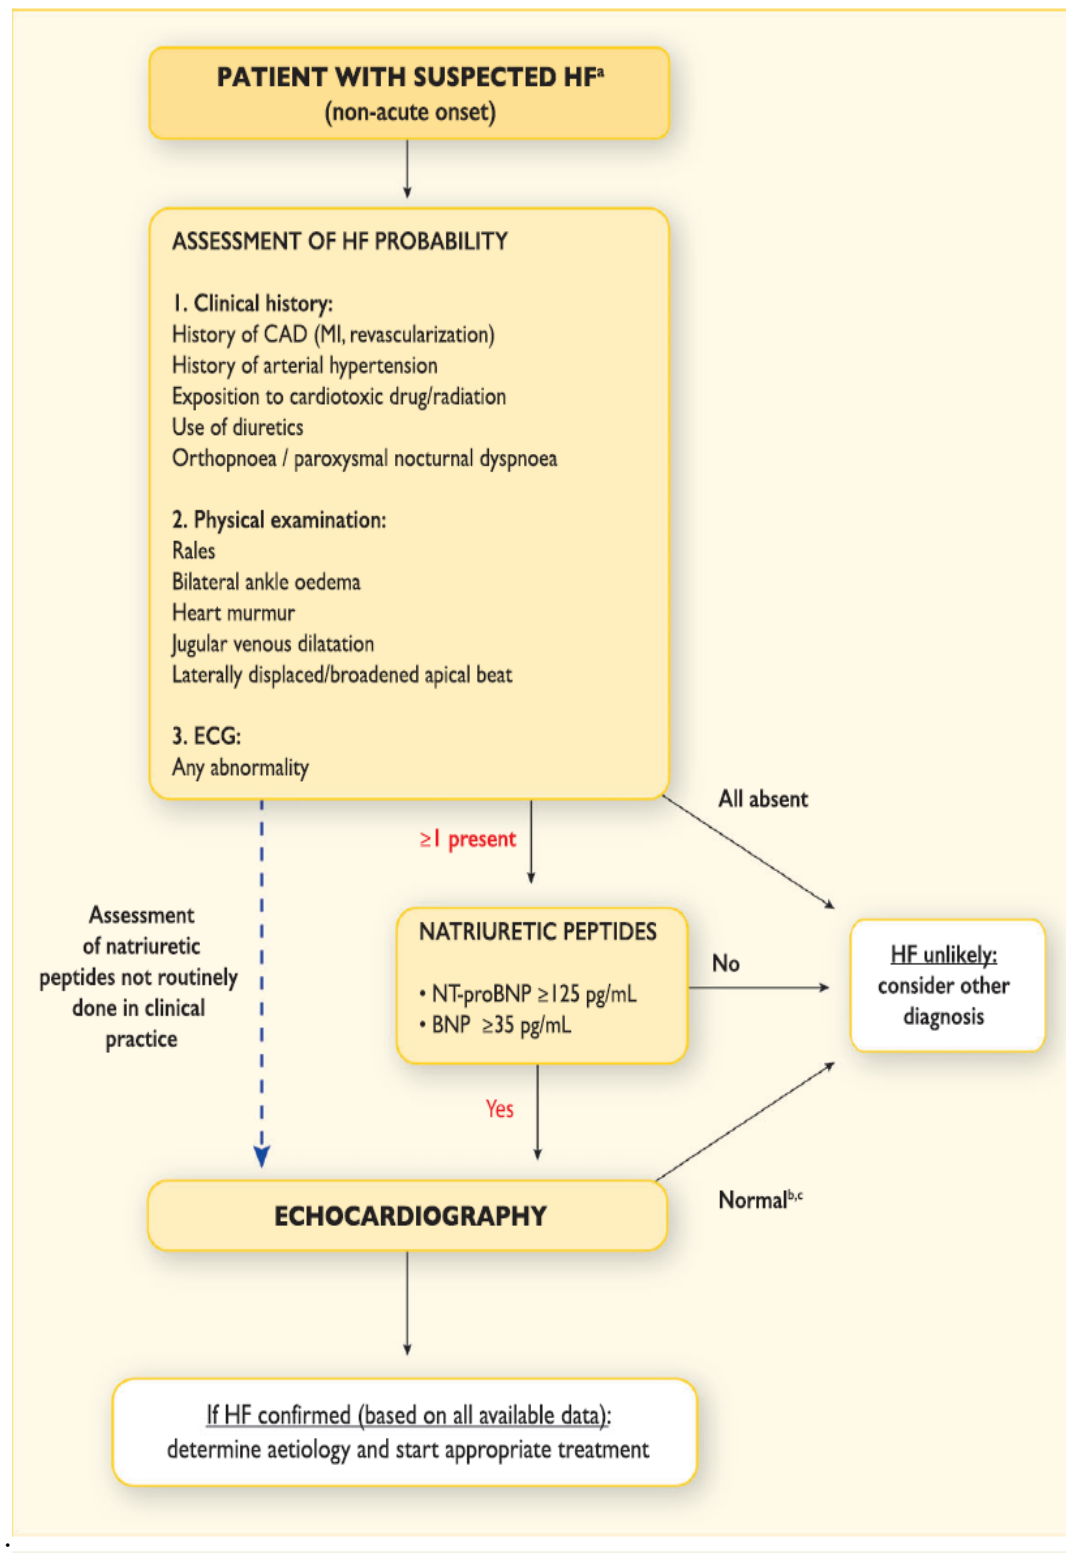 PATIENT WITH SUSPECTED HFᵃ
(non-acute onset)
ASSESSMENT OF HF PROBABILITY
1. Clinical history:
History of CAD (MI, revascularization)
History of arterial hypertension
Exposition to cardiotoxic drug/radiation
Use of diuretics
Orthopnoea / paroxysmal nocturnal dyspnoea
2. Physical examination:
Rales
Bilateral ankle oedema
Heart murmur
Jugular venous dilatation
Laterally displaced/broadened apical beat
3. ECG:
Any abnormality
All absent
≥1 present
Assessment
of natriuretic
peptides not routinely
done in clinical
practice
NATRIURETIC PEPTIDES
• NT-proBNP ≥125 pg/mL
• BNP ≥35 pg/mL
No
HF unlikely:
consider other
diagnosis
Yes
Normalᵇ,ᶜ
ECHOCARDIOGRAPHY
If HF confirmed (based on all available data):
determine aetiology and start appropriate treatment